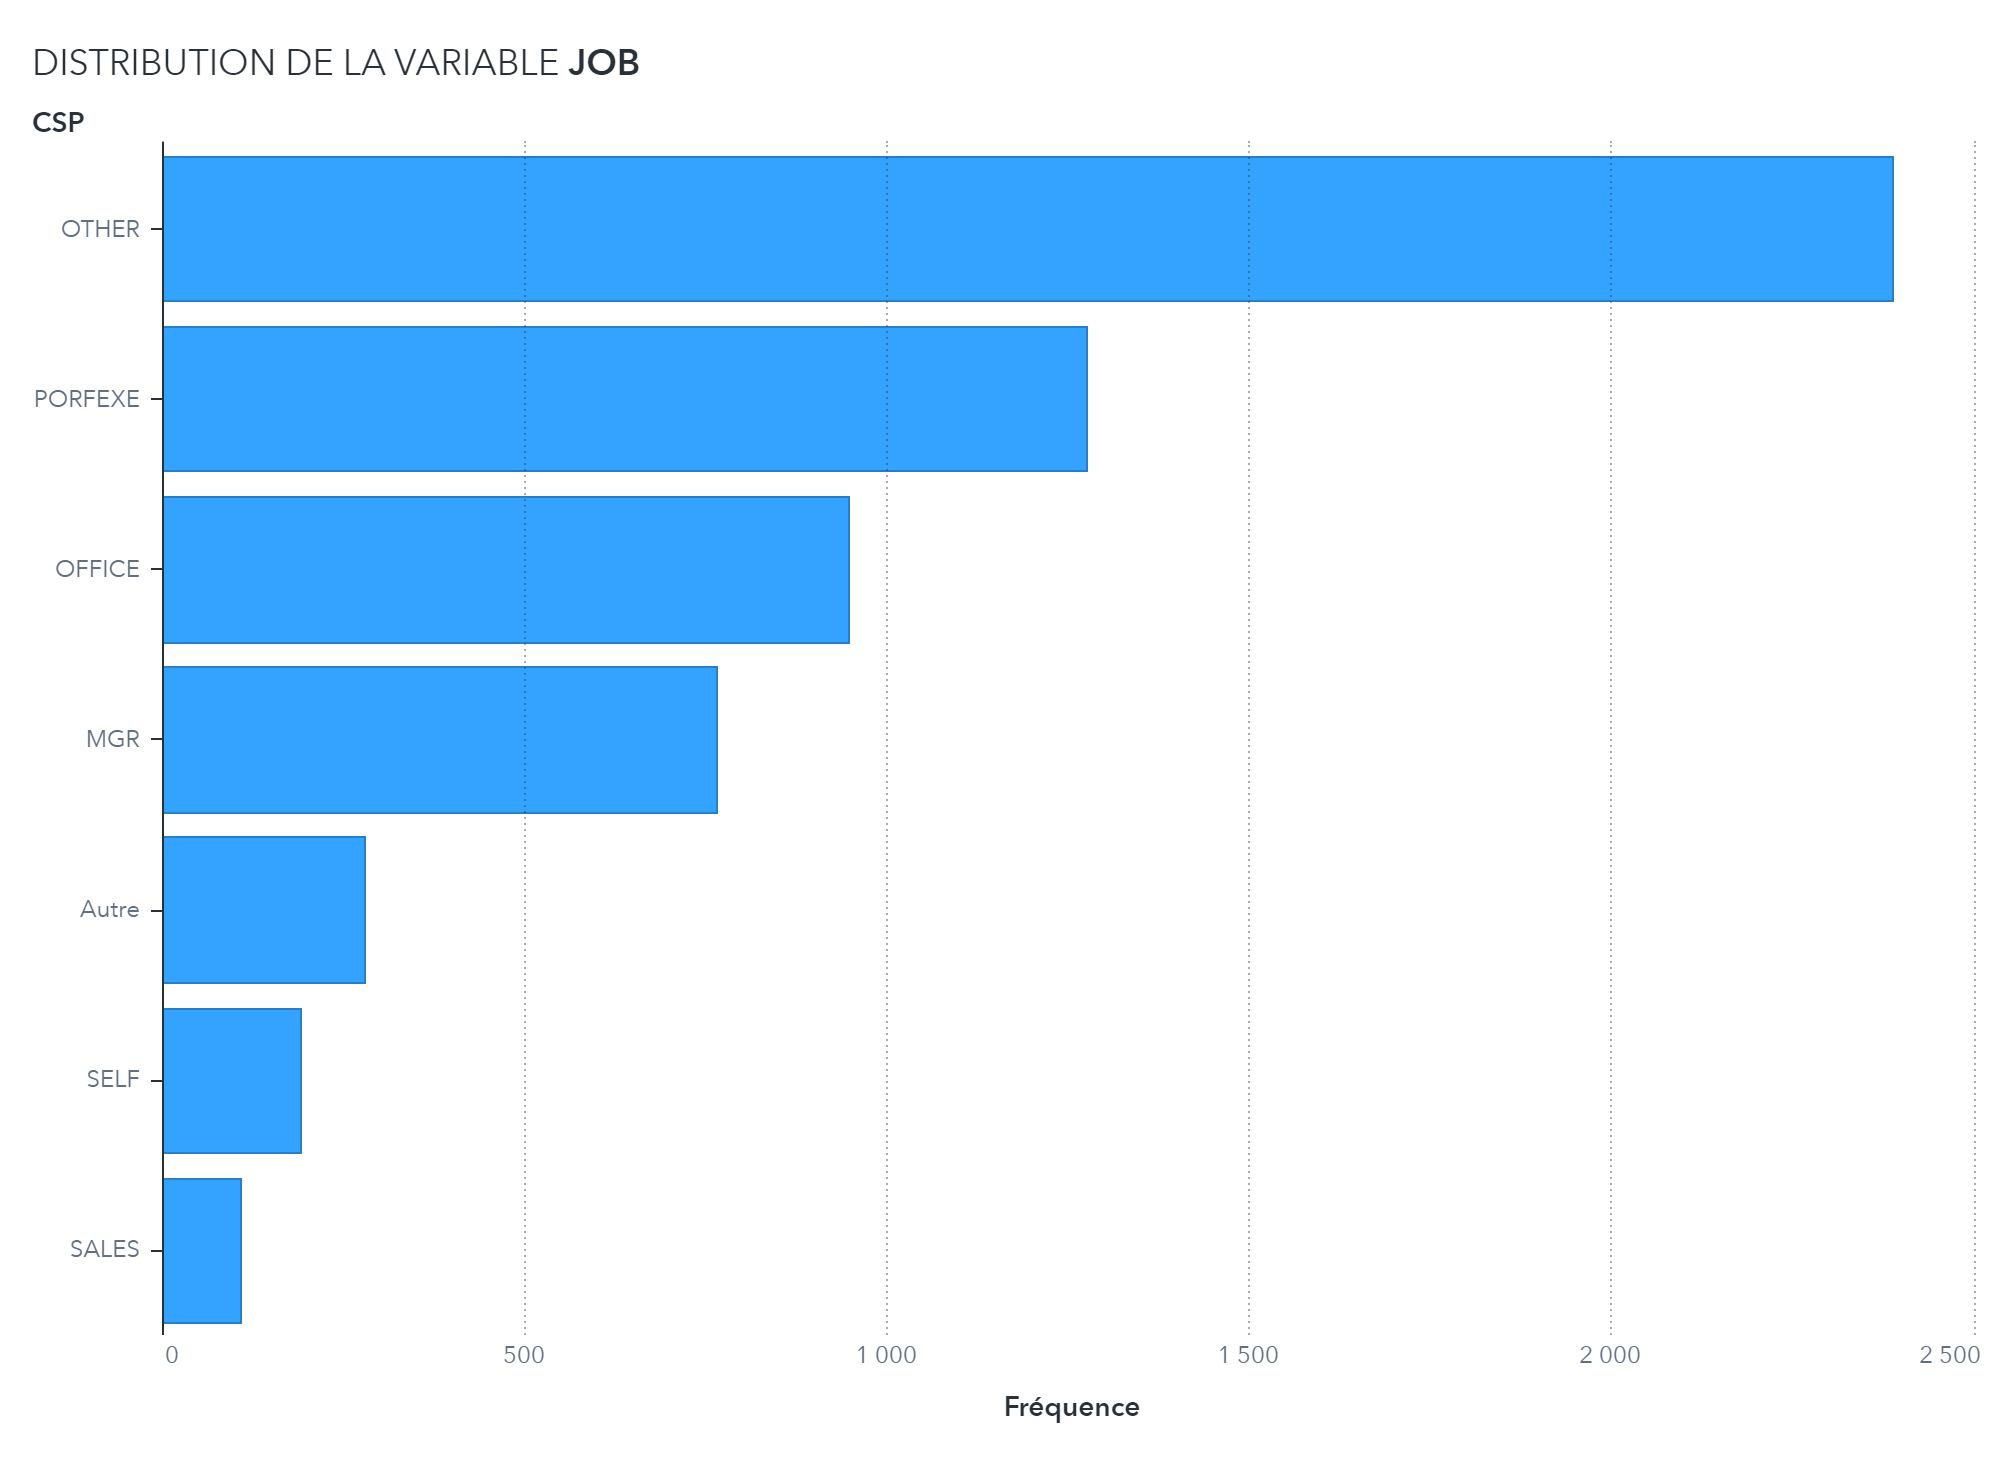 DISTRIBUTION DE LA VARIABLE JOB
CSP
OTHER
PORFEXE
OFFICE
MGR
Autre
SELF
SALES
0 500 1 000 1 500 2 000 2 500
Fréquence